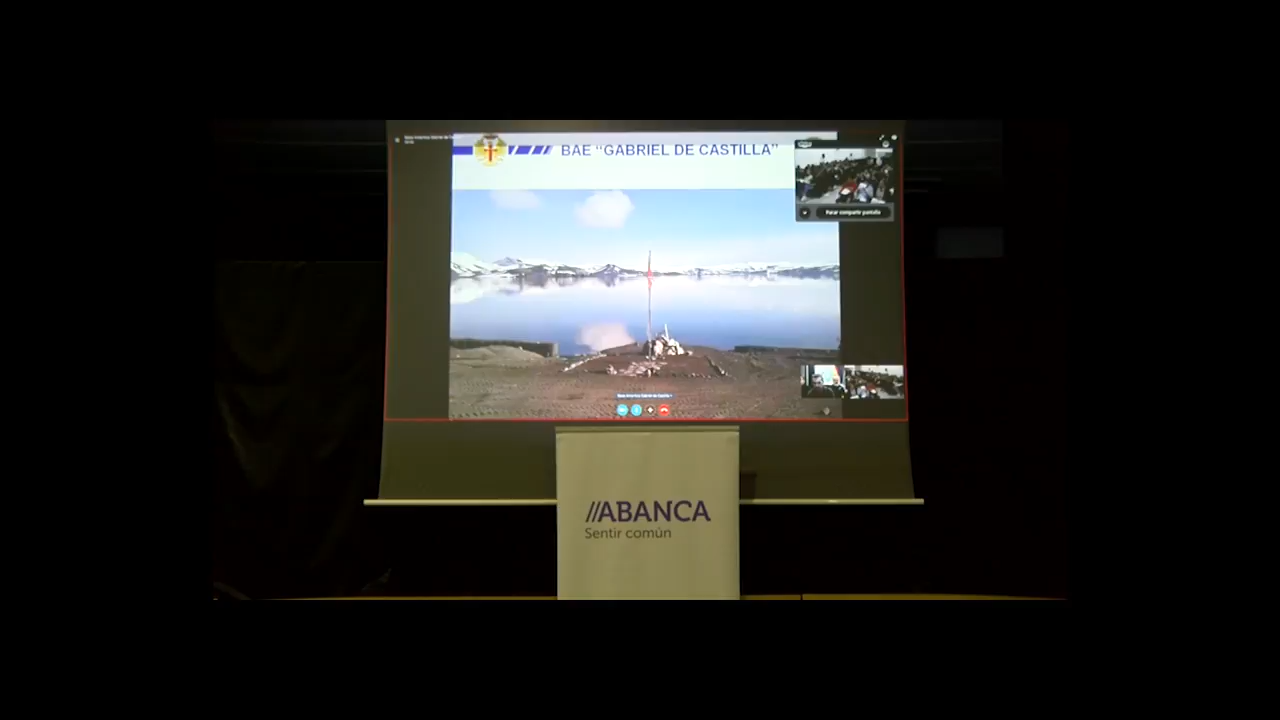 BAE “GABRIEL DE CASTILLA”
Parar compartir pantalla
//ABANCA
Sentir común